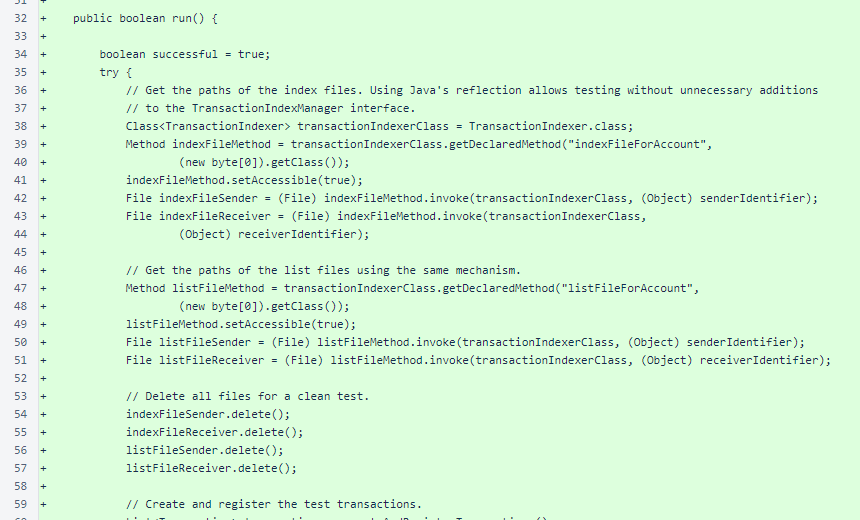 31 +
32 + public boolean run() {
33 +
34 + boolean successful = true;
35 + try {
36 + // Get the paths of the index files. Using Java's reflection allows testing without unnecessary additions
37 + // to the TransactionIndexManager interface.
38 + Class<TransactionIndexer> transactionIndexerClass = TransactionIndexer.class;
39 + Method indexFileMethod = transactionIndexerClass.getDeclaredMethod("indexFileForAccount",
40 + (new byte[0]).getClass());
41 + indexFileMethod.setAccessible(true);
42 + File indexFileSender = (File) indexFileMethod.invoke(transactionIndexerClass, (Object) senderIdentifier);
43 + File indexFileReceiver = (File) indexFileMethod.invoke(transactionIndexerClass,
44 + (Object) receiverIdentifier);
45 +
46 + // Get the paths of the list files using the same mechanism.
47 + Method listFileMethod = transactionIndexerClass.getDeclaredMethod("listFileForAccount",
48 + (new byte[0]).getClass());
49 + listFileMethod.setAccessible(true);
50 + File listFileSender = (File) listFileMethod.invoke(transactionIndexerClass, (Object) senderIdentifier);
51 + File listFileReceiver = (File) listFileMethod.invoke(transactionIndexerClass, (Object) receiverIdentifier);
52 +
53 + // Delete all files for a clean test.
54 + indexFileSender.delete();
55 + indexFileReceiver.delete();
56 + listFileSender.delete();
57 + listFileReceiver.delete();
58 +
59 + // Create and register the test transactions.